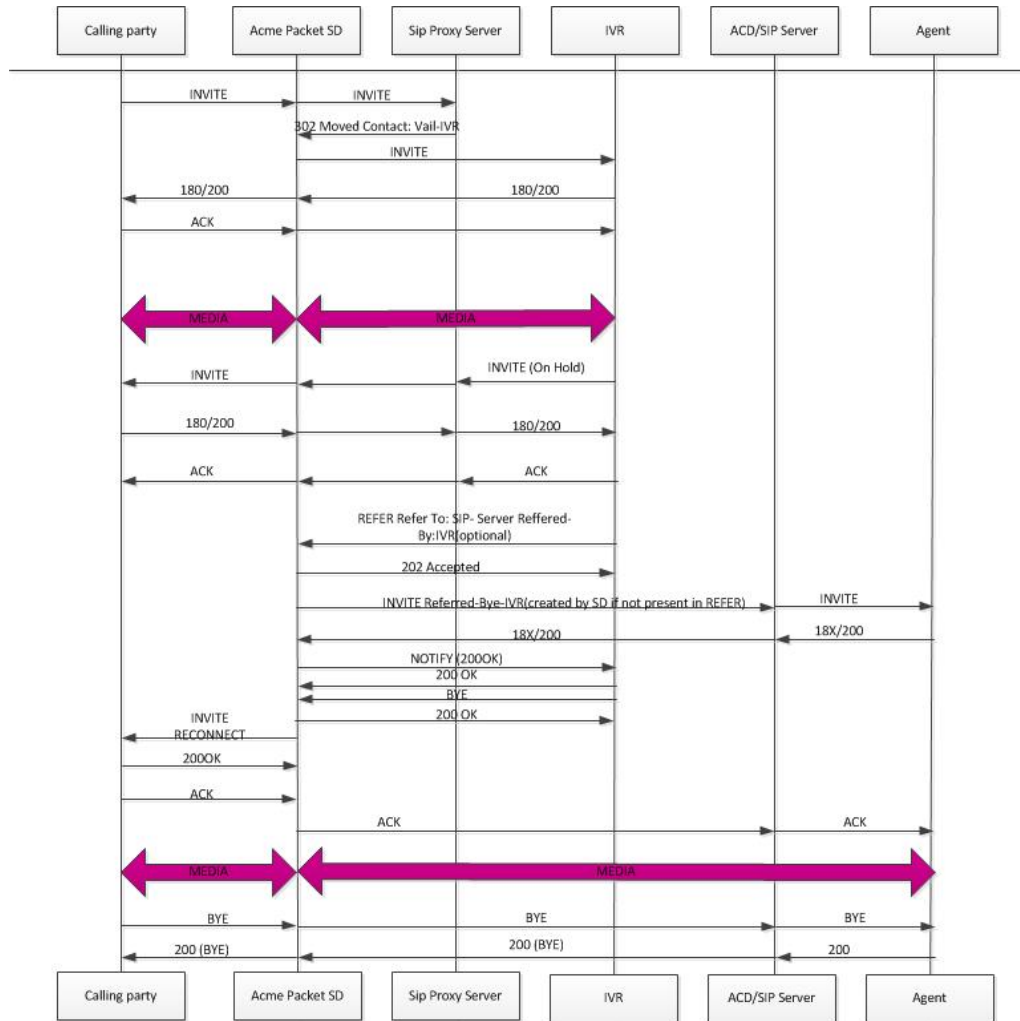 Calling party
Acme Packet SD
Sip Proxy Server
IVR
ACD/SIP Server
Agent
INVITE
INVITE
302 Moved Contact: Vail-IVR
INVITE
180/200
180/200
ACK
MEDIA
MEDIA
INVITE (On Hold)
INVITE
180/200
180/200
ACK
ACK
REFER Refer To: SIP- Server Reffered-
By:IVR(optional)
202 Accepted
INVITE Referred-Bye-IVR(created by SD if not present in REFER)
INVITE
18X/200
18X/200
NOTIFY (200OK)
200 OK
BYE
200 OK
INVITE
RECONNECT
200OK
ACK
ACK
ACK
MEDIA
MEDIA
BYE
BYE
BYE
200 (BYE)
200 (BYE)
200
Calling party
Acme Packet SD
Sip Proxy Server
IVR
ACD/SIP Server
Agent